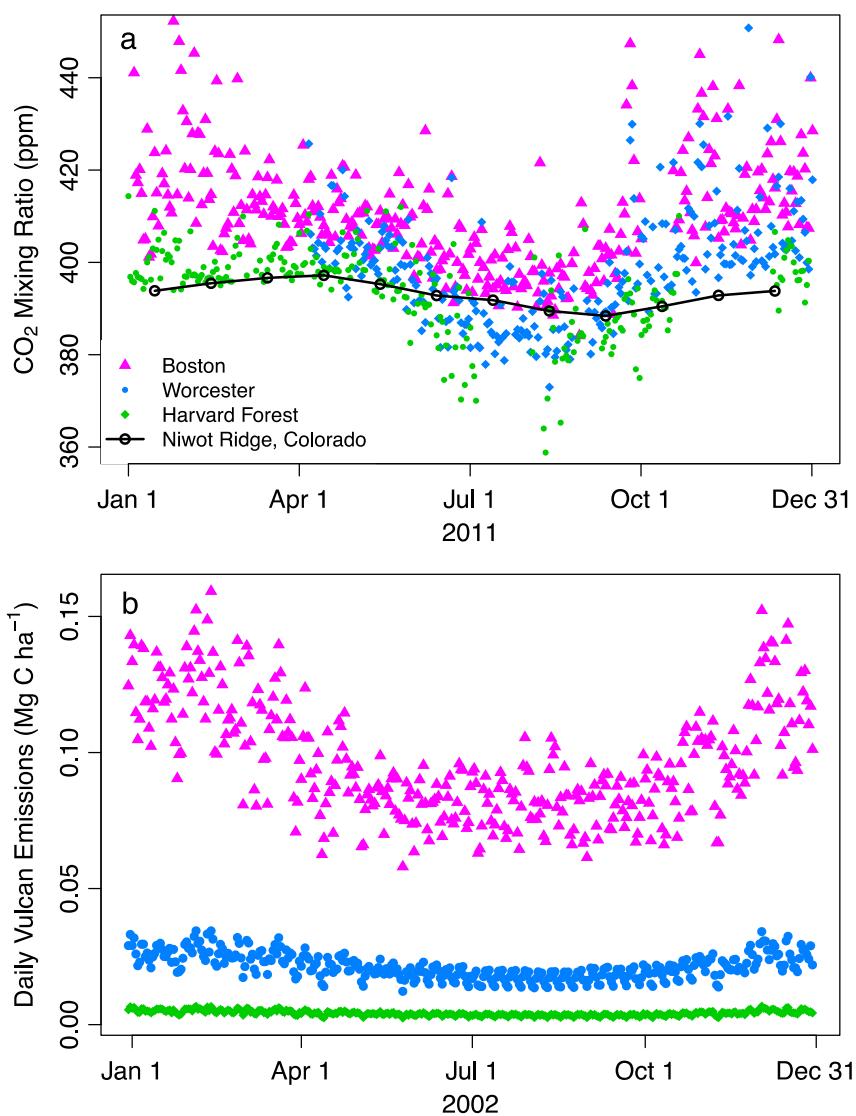 a
CO₂ Mixing Ratio (ppm)
440
420
400
380
360
Boston
Worcester
Harvard Forest
Niwot Ridge, Colorado
Jan 1
Apr 1
Jul 1
Oct 1
Dec 31
2011
b
Daily Vulcan Emissions (Mg C ha⁻¹)
0.15
0.10
0.05
0.00
Jan 1
Apr 1
Jul 1
Oct 1
Dec 31
2002